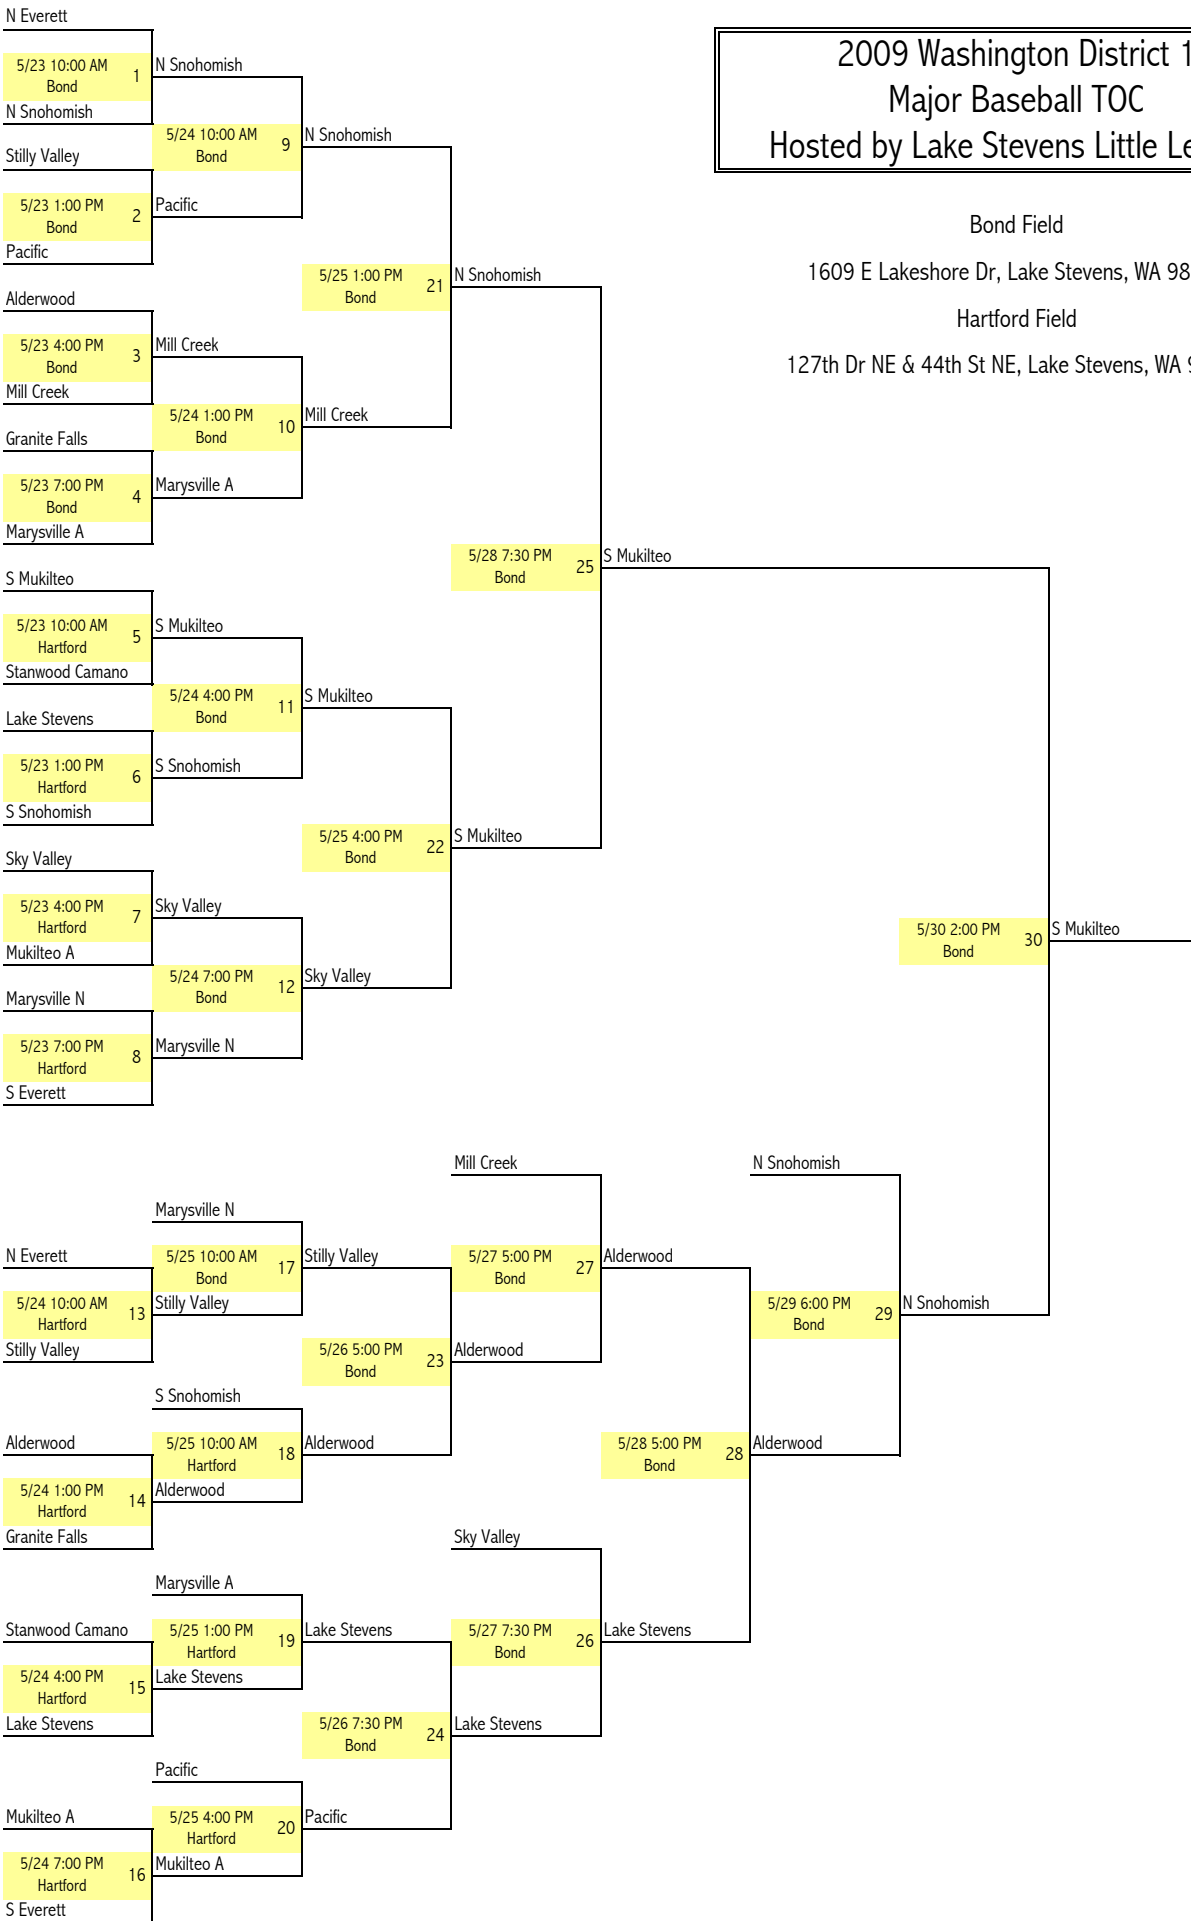 N Everett
5/23 10:00 AM
Bond
1
N Snohomish
N Snohomish
5/24 10:00 AM
Bond
9
N Snohomish
Stilly Valley
5/23 1:00 PM
Bond
2
Pacific
Pacific
5/25 1:00 PM
Bond
21
N Snohomish
Alderwood
5/23 4:00 PM
Bond
3
Mill Creek
Mill Creek
5/24 1:00 PM
Bond
10
Mill Creek
Granite Falls
5/23 7:00 PM
Bond
4
Marysville A
Marysville A
5/28 7:30 PM
Bond
25
S Mukilteo
S Mukilteo
5/23 10:00 AM
Hartford
5
S Mukilteo
Stanwood Camano
5/24 4:00 PM
Bond
11
S Mukilteo
Lake Stevens
5/23 1:00 PM
Hartford
6
S Snohomish
S Snohomish
5/25 4:00 PM
Bond
22
S Mukilteo
Sky Valley
5/23 4:00 PM
Hartford
7
Sky Valley
Mukilteo A
5/24 7:00 PM
Bond
12
Sky Valley
Marysville N
5/23 7:00 PM
Hartford
8
Marysville N
S Everett
5/30 2:00 PM
Bond
30
S Mukilteo
2009 Washington District 1
Major Baseball TOC
Hosted by Lake Stevens Little Le
Bond Field
1609 E Lakeshore Dr, Lake Stevens, WA 98
Hartford Field
127th Dr NE & 44th St NE, Lake Stevens, WA
Mill Creek
N Snohomish
Marysville N
N Everett
5/25 10:00 AM
Bond
17
Stilly Valley
5/27 5:00 PM
Bond
27
Alderwood
5/24 10:00 AM
Hartford
13
Stilly Valley
5/29 6:00 PM
Bond
29
N Snohomish
Stilly Valley
5/26 5:00 PM
Bond
23
Alderwood
S Snohomish
Alderwood
5/25 10:00 AM
Hartford
18
Alderwood
5/28 5:00 PM
Bond
28
Alderwood
5/24 1:00 PM
Hartford
14
Alderwood
Granite Falls
Sky Valley
Marysville A
Stanwood Camano
5/25 1:00 PM
Hartford
19
Lake Stevens
5/27 7:30 PM
Bond
26
Lake Stevens
5/24 4:00 PM
Hartford
15
Lake Stevens
Lake Stevens
5/26 7:30 PM
Bond
24
Lake Stevens
Pacific
Mukilteo A
5/25 4:00 PM
Hartford
20
Pacific
5/24 7:00 PM
Hartford
16
Mukilteo A
S Everett